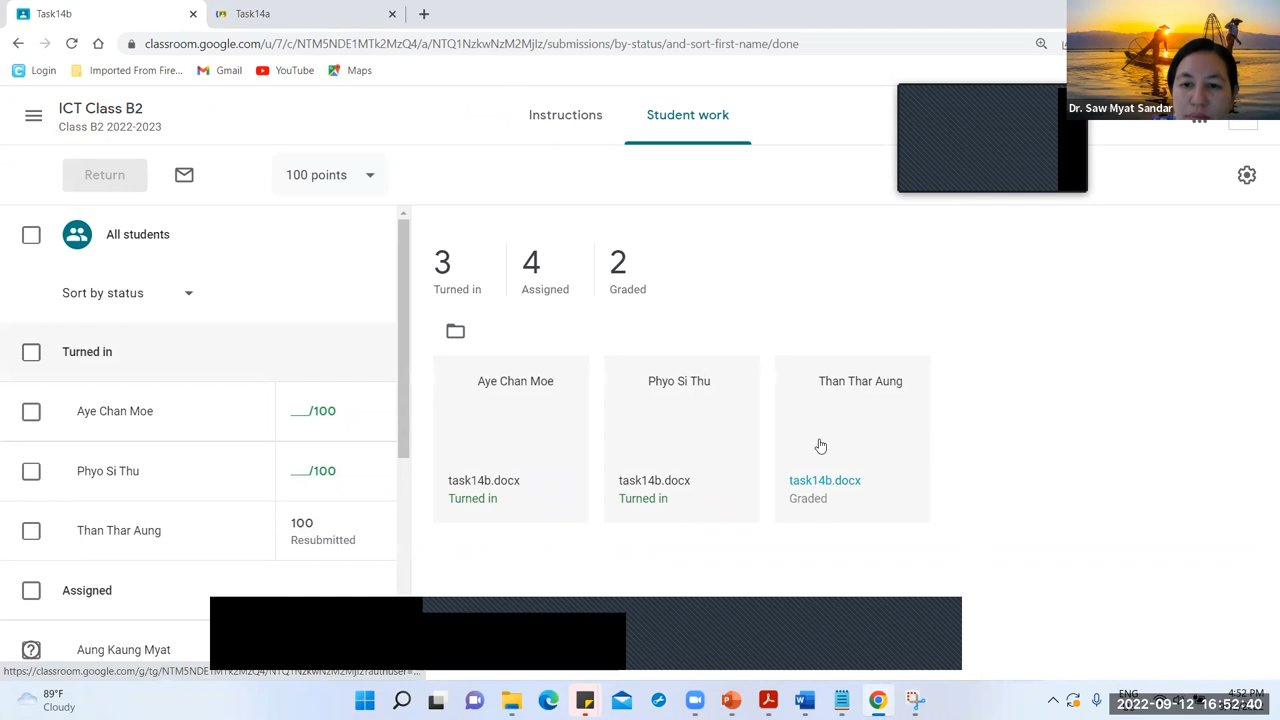 Task14b
Task14a
classroom.google.com/u/7/c/NTM5NDE1MTk2MzQ4/a/NTQ1NzkwNzM2MjIz/submissions/by-status/and-sort-first-name/done
Login
Imported From Fire...
Gmail
YouTube
Maps
Dr. Saw Myat Sandar
ICT Class B2
Class B2 2022-2023
Instructions
Student work
Return
100 points
All students
Sort by status
3
Turned in
4
Assigned
2
Graded
Turned in
Aye Chan Moe
___/100
Phyo Si Thu
___/100
Than Thar Aung
100
Resubmitted
Assigned
Aung Kaung Myat
Aye Chan Moe
task14b.docx
Turned in
Phyo Si Thu
task14b.docx
Turned in
Than Thar Aung
task14b.docx
Graded
89°F
Cloudy
ENG
4:52 PM
2022-09-12 16:52:40